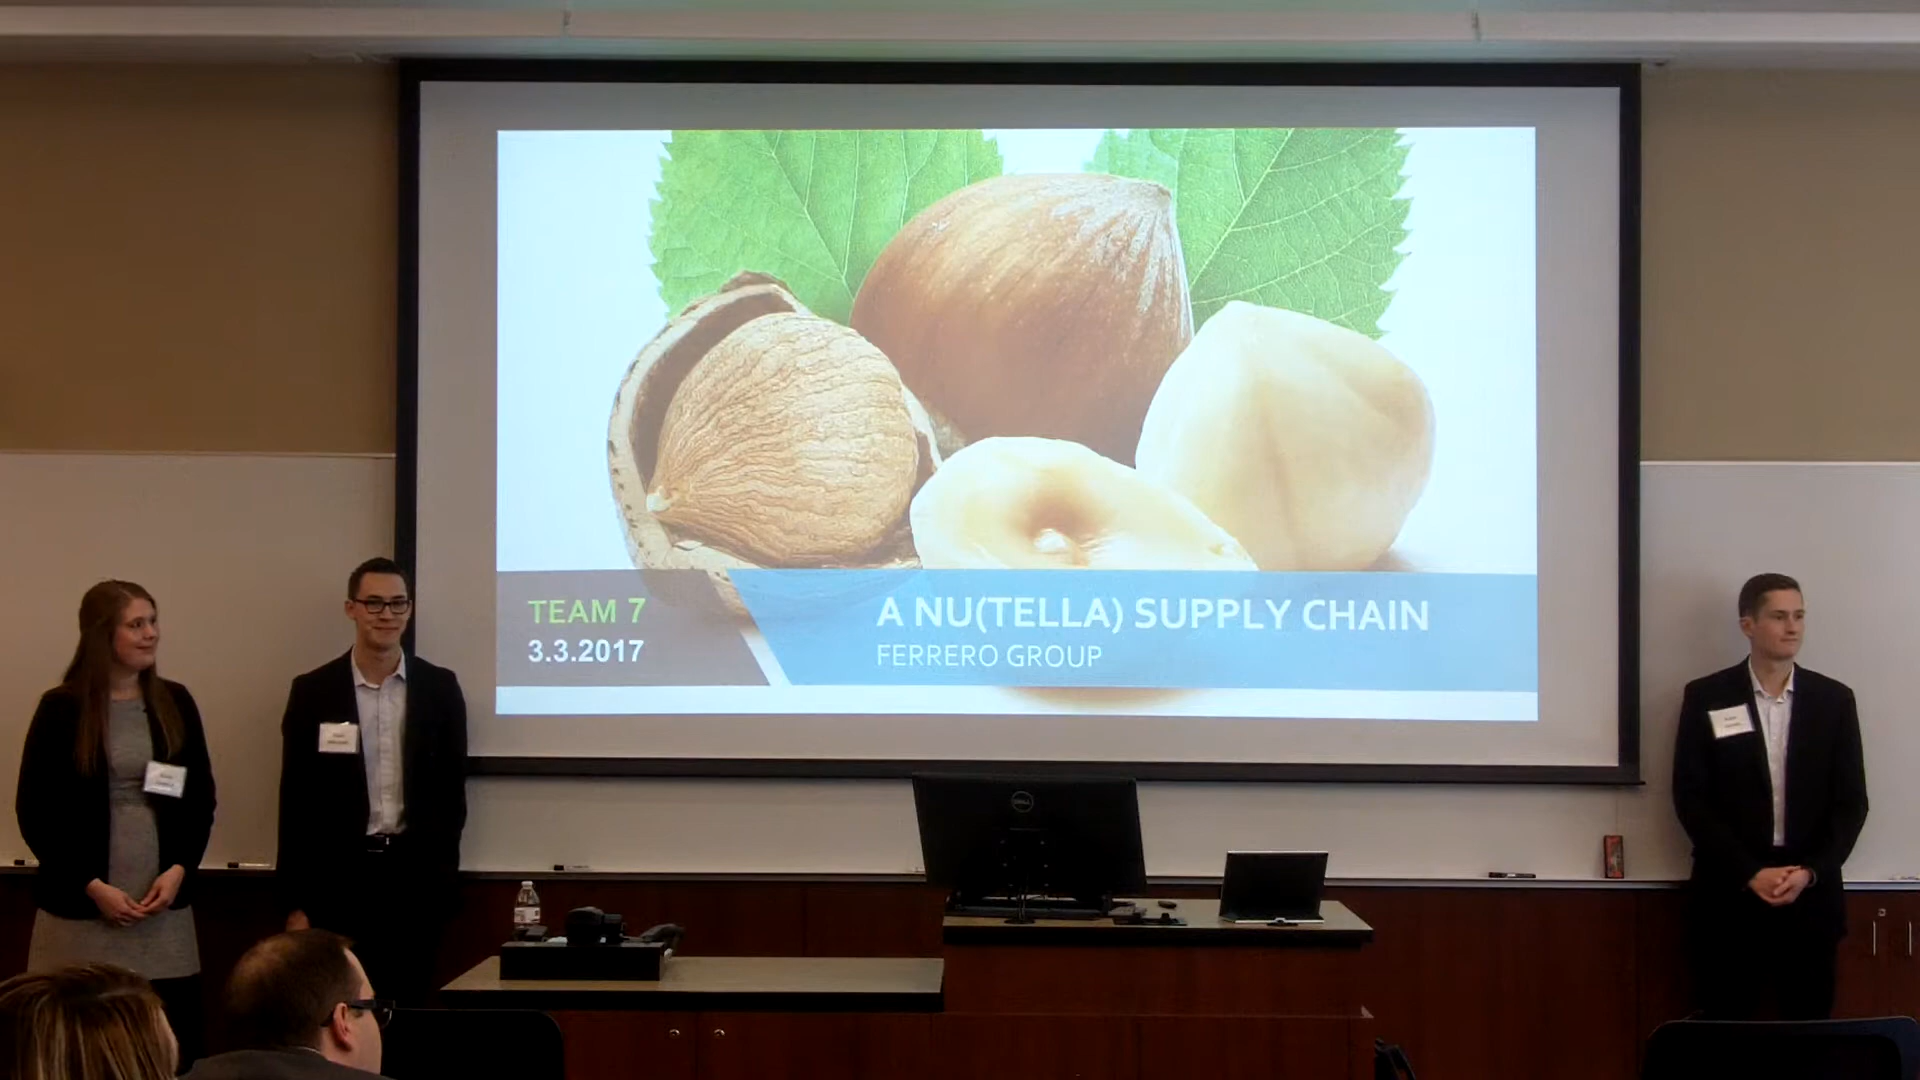 TEAM 7
3.3.2017
A NU(TELLA) SUPPLY CHAIN
FERRERO GROUP
DELL